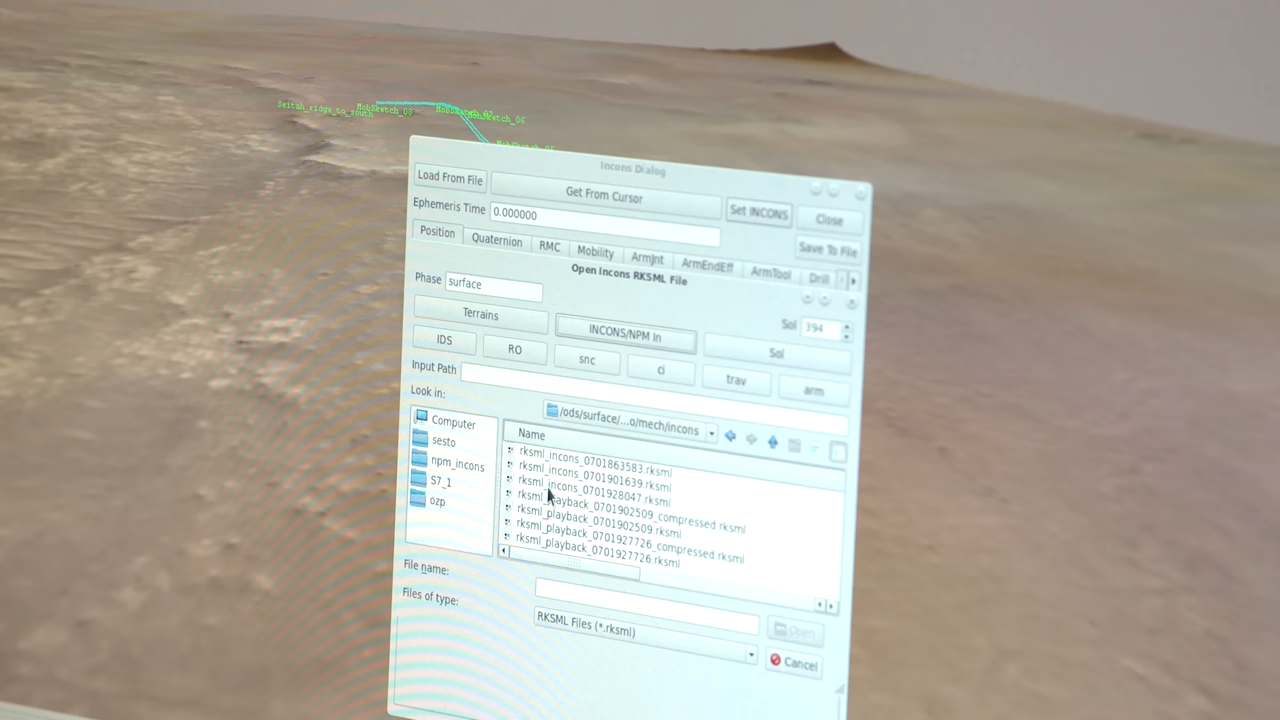 Seitah_ridge_to_south
MobSketch_08
MobSketch_06
Incons Dialog
Load From File
Get From Cursor
Set INCONS
Close
Ephemeris Time
0.000000
Save To File
Position
Quaternion
RMC
Mobility
ArmJnt
ArmEndEff
ArmTool
Drill
Open Incons RKSML File
Phase
surface
Sol
394
Terrains
INCONS/NPM In
Sol
IDS
RO
snc
ci
trav
arm
Input Path
Look in:
/ods/surface/...o/mech/incons
Computer
sesto
npm_incons
S7_1
ozp
Name
rksml_incons_0701863583.rksml
rksml_incons_0701901639.rksml
rksml_incons_0701928047.rksml
rksml_playback_0701902509_compressed.rksml
rksml_playback_0701902509.rksml
rksml_playback_0701927726_compressed.rksml
rksml_playback_0701927726.rksml
File name:
Files of type:
RKSML Files (*.rksml)
Open
Cancel